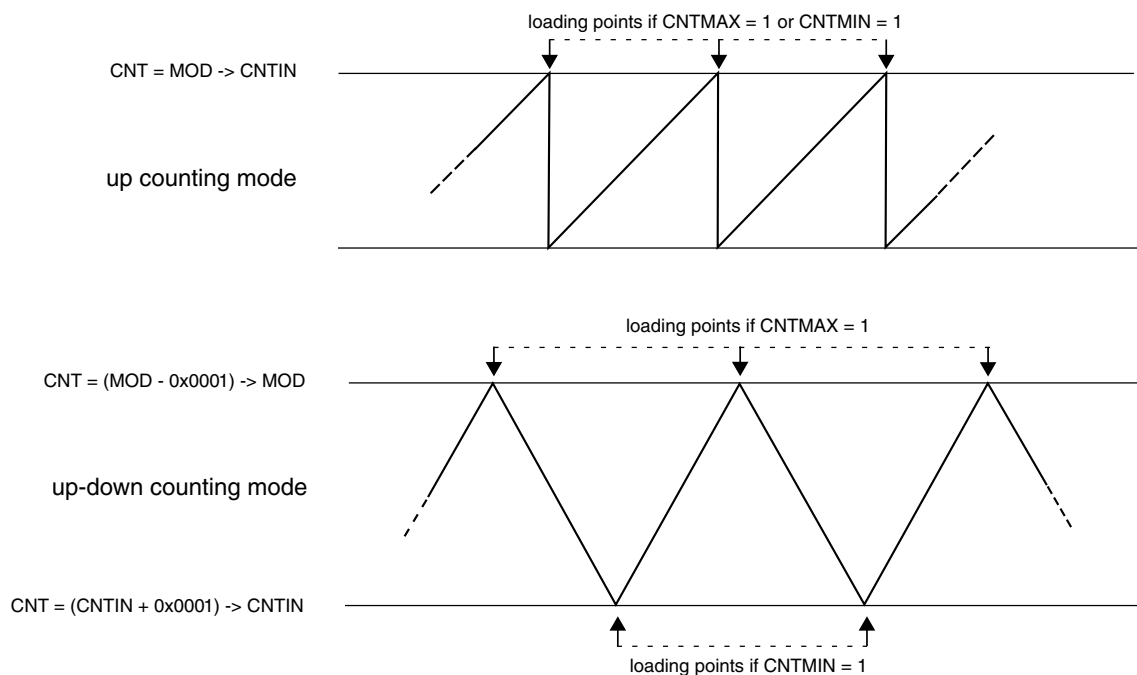 loading points if CNTMAX = 1 or CNTMIN = 1
CNT = MOD -> CNTIN
up counting mode
loading points if CNTMAX = 1
CNT = (MOD - 0x0001) -> MOD
up-down counting mode
CNT = (CNTIN + 0x0001) -> CNTIN
loading points if CNTMIN = 1